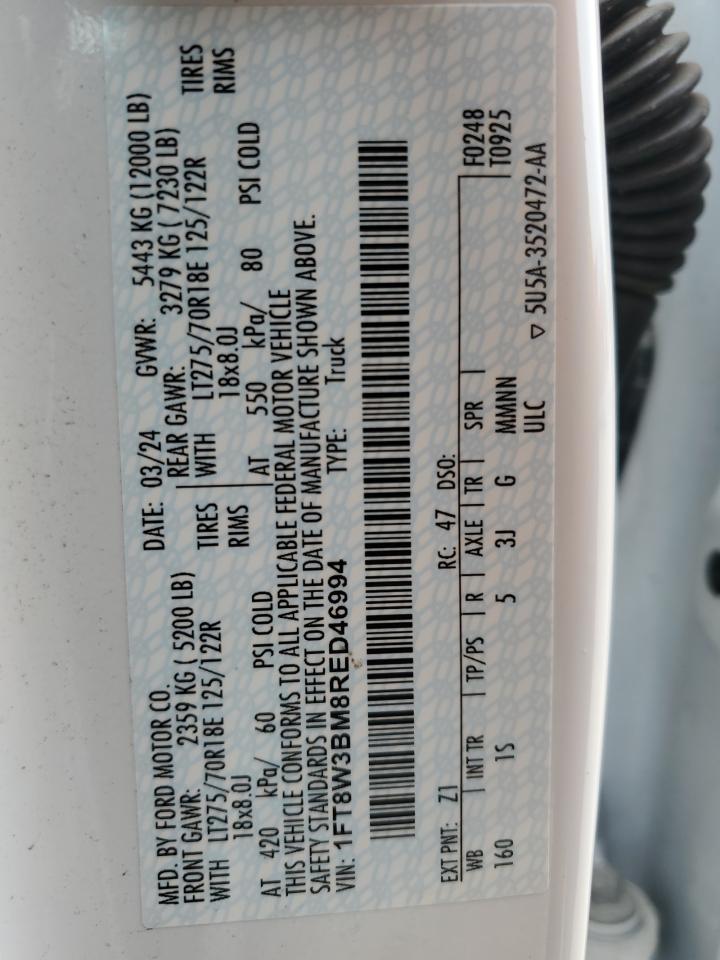 MFD. BY FORD MOTOR CO. DATE: 03/24 GVWR: 5443 KG (12000 LB)
FRONT GAWR: 2359 KG ( 5200 LB) REAR GAWR: 3279 KG ( 7230 LB)
WITH LT275/70R18E 125/122R TIRES WITH LT275/70R18E 125/122R TIRES
18x8.0J RIMS 18x8.0J RIMS
AT 420 kPa/ 60 PSI COLD AT 550 kPa/ 80 PSI COLD
THIS VEHICLE CONFORMS TO ALL APPLICABLE FEDERAL MOTOR VEHICLE
SAFETY STANDARDS IN EFFECT ON THE DATE OF MANUFACTURE SHOWN ABOVE.
VIN: 1FT8W3BM8RED46994 TYPE: Truck
EXT PNT: Z1 RC: 47 DSO:
WB INT TR TP/PS R AXLE TR SPR F0248
160 1S 5 3J G MMMNN T0925
ULC ▽ 5U5A-3520472-AA